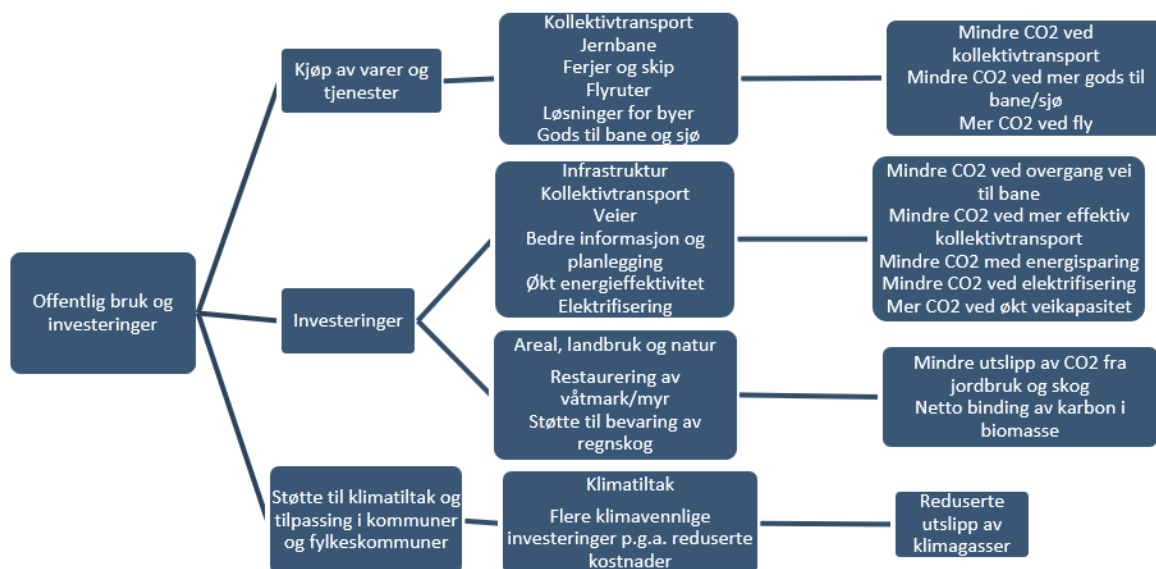 Offentlig bruk og
investeringer
Kjøp av varer og
tjenester
Kollektivtransport
Jernbane
Ferjer og skip
Flyruter
Løsninger for byer
Gods til bane og sjø
Mindre CO2 ved
kollektivtransport
Mindre CO2 ved mer gods til
bane/sjø
Mer CO2 ved fly
Investeringer
Infrastruktur
Kollektivtransport
Veier
Bedre informasjon og
planlegging
Økt energieffektivitet
Elektrifisering
Mindre CO2 ved overgang vei
til bane
Mindre CO2 ved mer effektiv
kollektivtransport
Mindre CO2 med energisparing
Mindre CO2 ved elektrifisering
Mer CO2 ved økt veikapasitet
Areal, landbruk og natur
Restaurering av
våtmark/myr
Støtte til bevaring av
regnskog
Mindre utslipp av CO2 fra
jordbruk og skog
Netto binding av karbon i
biomasse
Støtte til klimatiltak og
tilpassing i kommuner
og fylkeskommuner
Klimatiltak
Flere klimavennlige
investeringer p.g.a. reduserte
kostnader
Reduserte
utslipp av
klimagasser